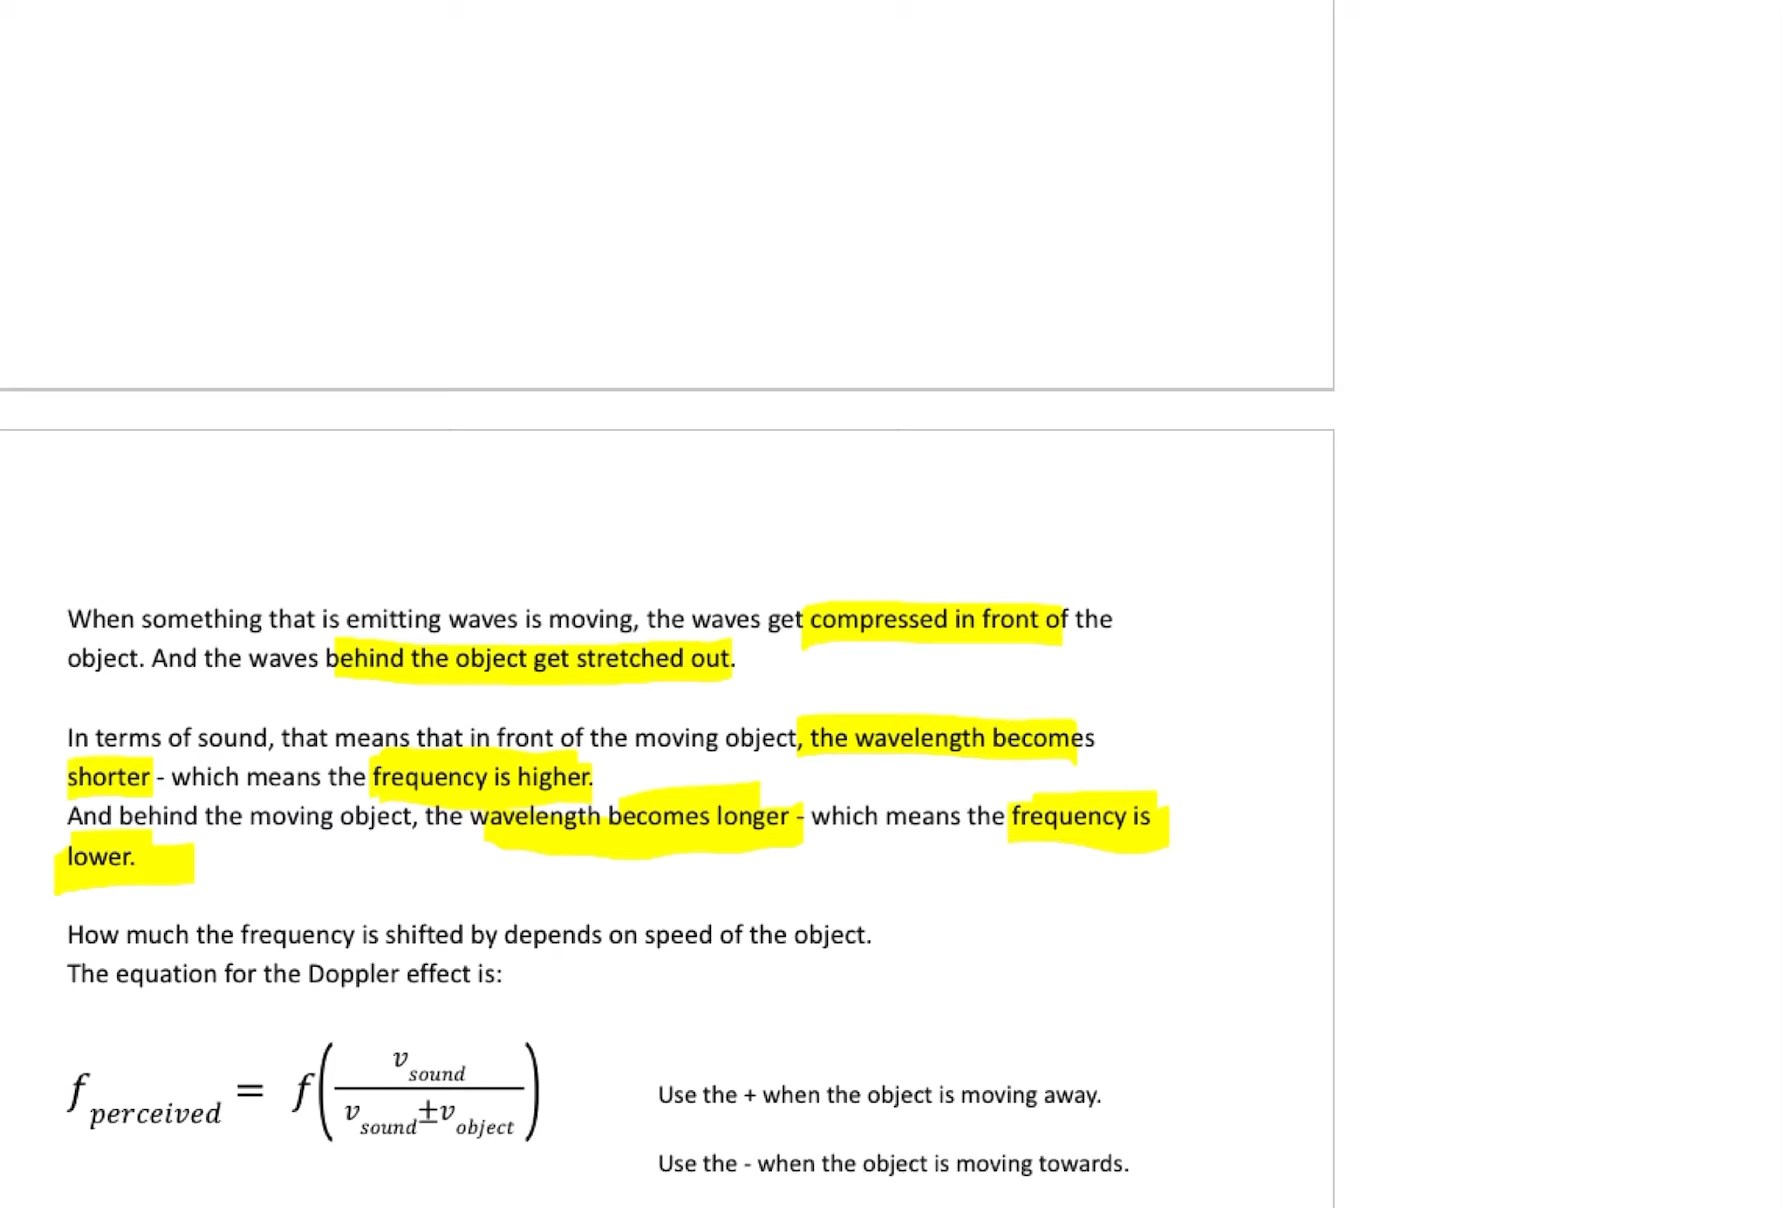 When something that is emitting waves is moving, the waves get compressed in front of the
object. And the waves behind the object get stretched out.
In terms of sound, that means that in front of the moving object, the wavelength becomes
shorter - which means the frequency is higher.
And behind the moving object, the wavelength becomes longer - which means the frequency is
lower.
How much the frequency is shifted by depends on speed of the object.
The equation for the Doppler effect is:
f perceived = f(v sound / v sound ± v object)
Use the + when the object is moving away.
Use the - when the object is moving towards.